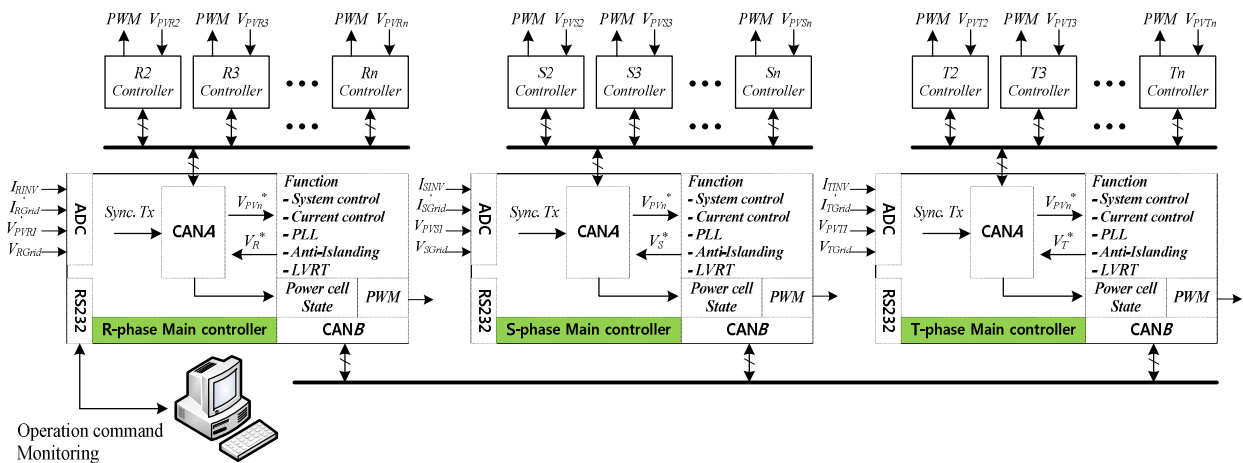 PWM V_PVR2 PWM V_PVR3 PWM V_PVRn PWM V_PVS2 PWM V_PVS3 PWM V_PVSn PWM V_PVT2 PWM V_PVT3 PWM V_PVTn
R2 Controller
R3 Controller
Rn Controller
S2 Controller
S3 Controller
Sn Controller
T2 Controller
T3 Controller
Tn Controller
I_RINV
I_RGrid
V_PVR1
V_RGrid
ADC
RS232
Sync. Tx
CANA
V_PVn*
V_R*
Function
- System control
- Current control
- PLL
- Anti-Islanding
- LVRT
Power cell
State
PWM
R-phase Main controller
CANB
I_SINV
I_SGrid
V_PVS1
V_SGrid
ADC
RS232
Sync. Tx
CANA
V_PVn*
V_S*
Function
- System control
- Current control
- PLL
- Anti-Islanding
- LVRT
Power cell
State
PWM
S-phase Main controller
CANB
I_TINV
I_TGrid
V_PVT1
V_TGrid
ADC
RS232
Sync. Tx
CANA
V_PVn*
V_T*
Function
- System control
- Current control
- PLL
- Anti-Islanding
- LVRT
Power cell
State
PWM
T-phase Main controller
CANB
Operation command
Monitoring